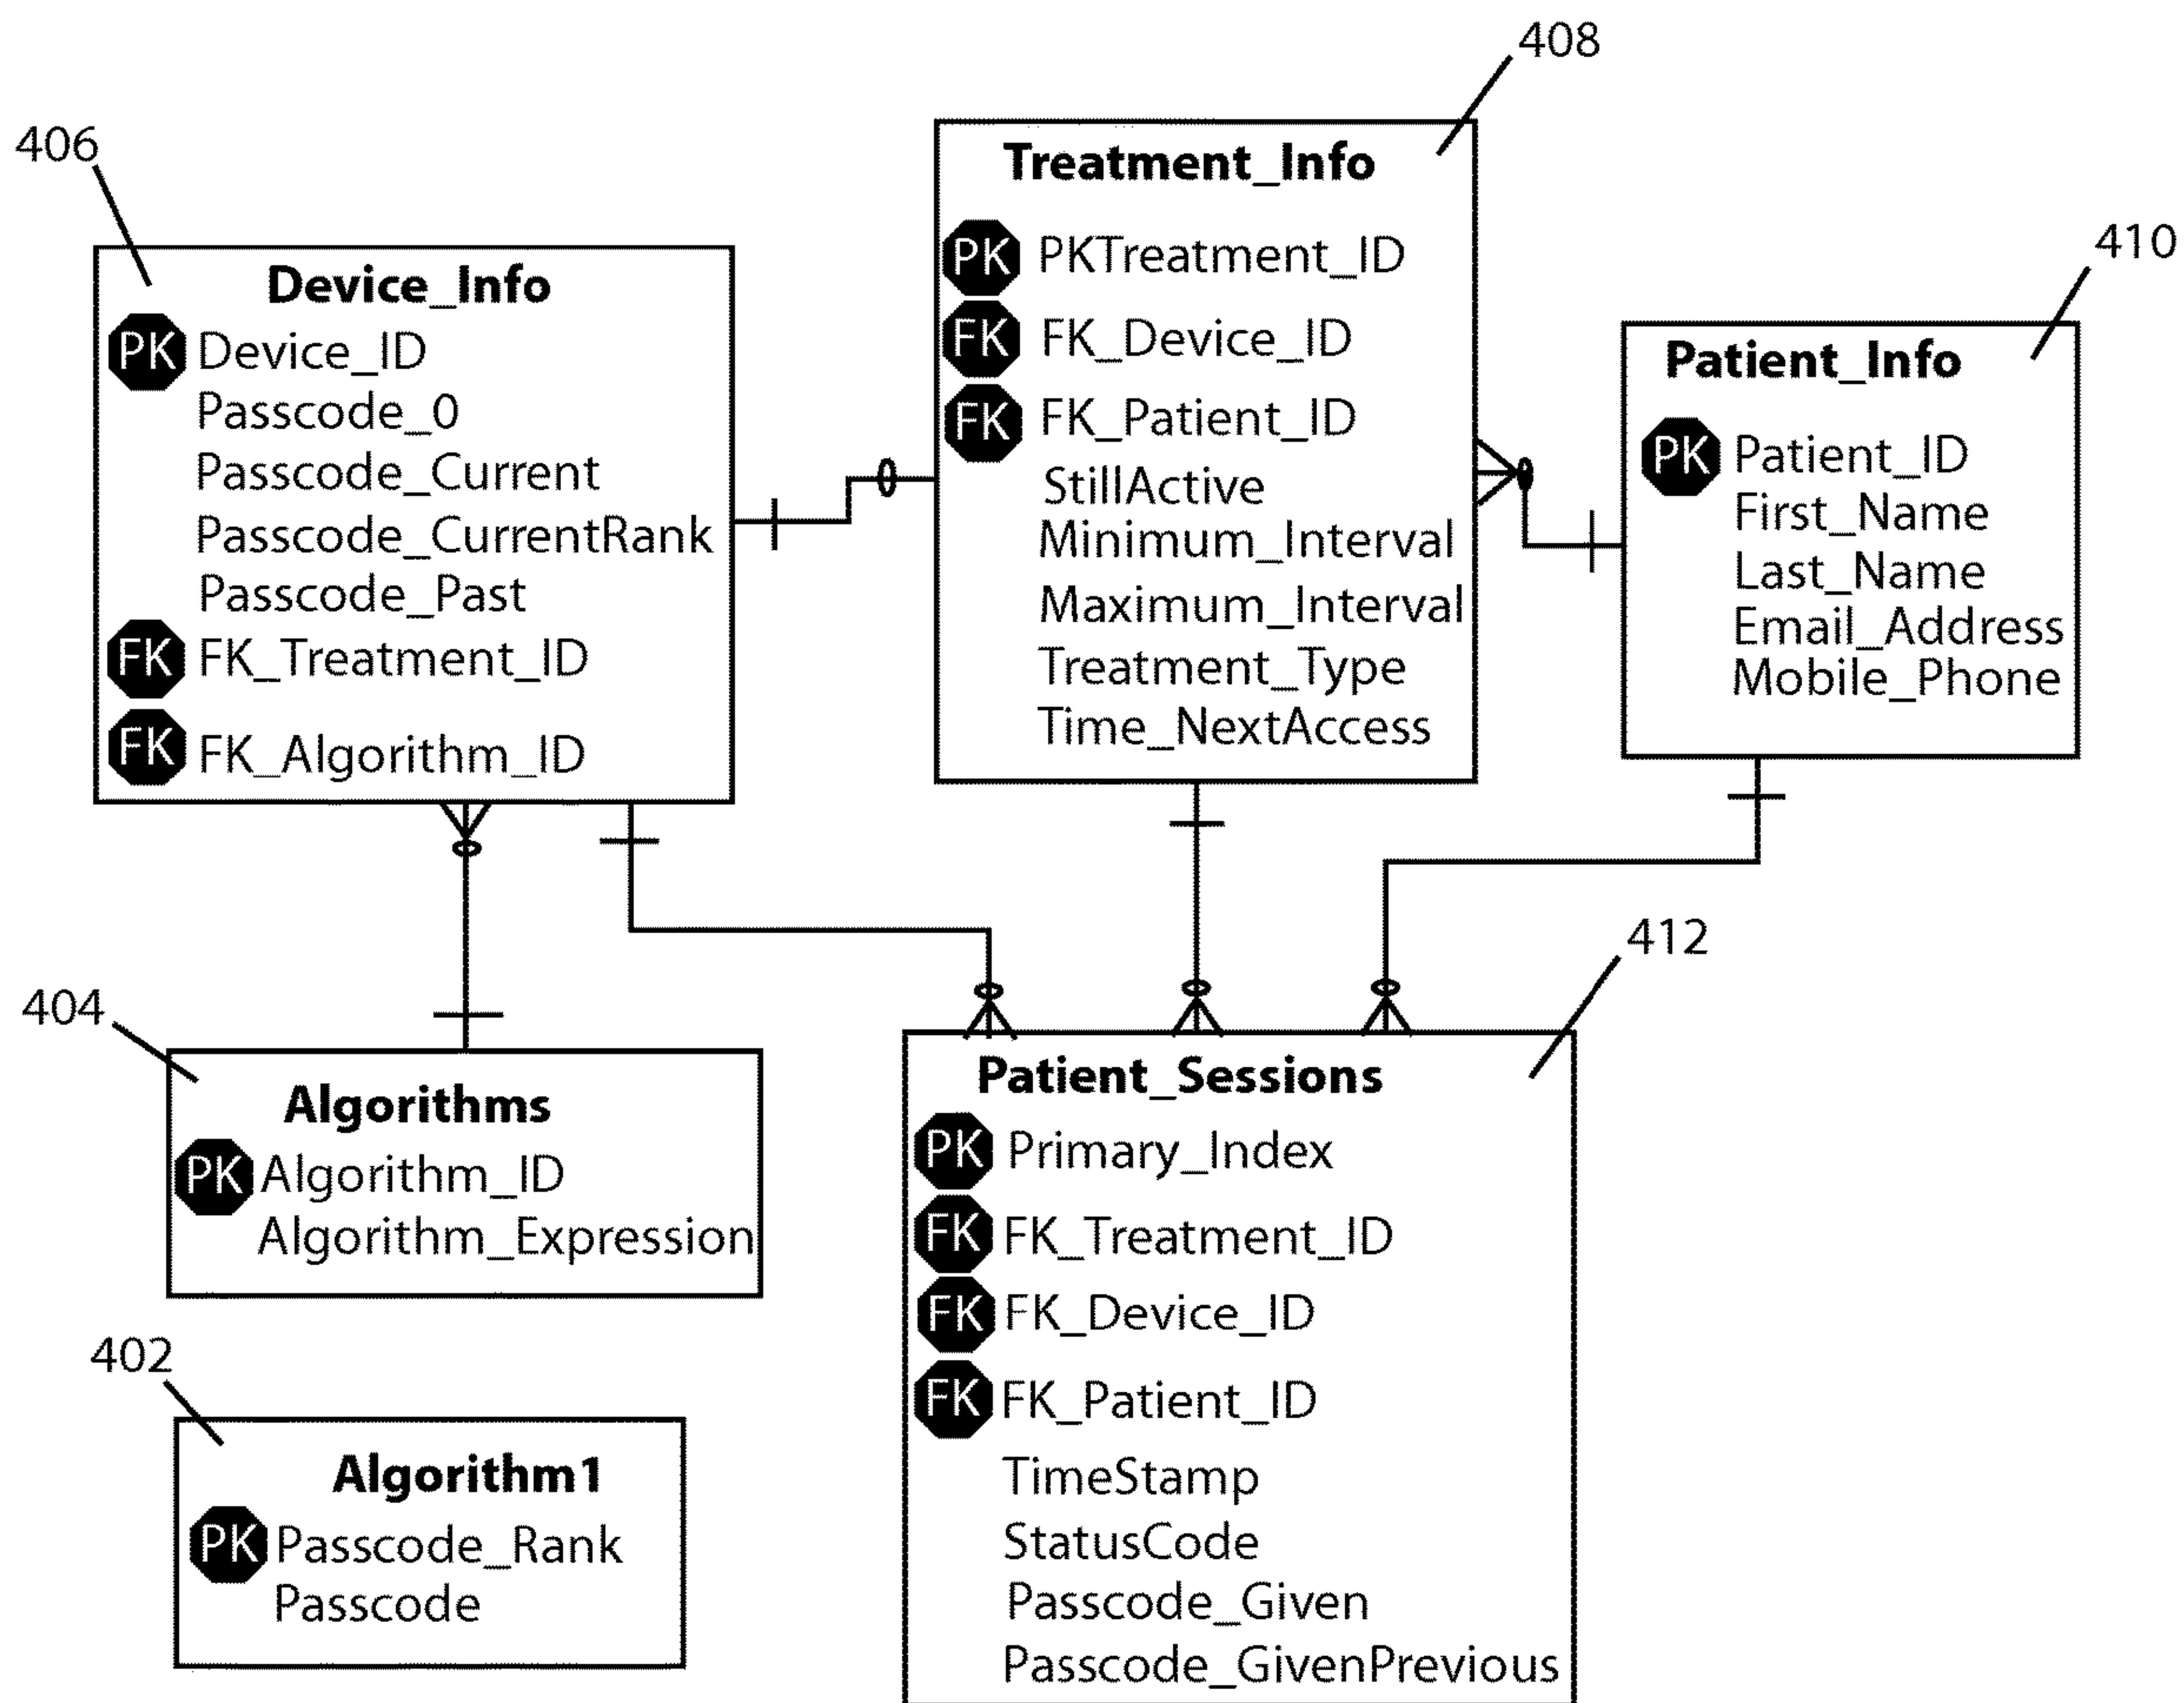 408
Treatment_Info
PK PKTreatment_ID
FK FK_Device_ID
FK FK_Patient_ID
StillActive
Minimum_Interval
Maximum_Interval
Treatment_Type
Time_NextAccess
406
Device_Info
PK Device_ID
Passcode_0
Passcode_Current
Passcode_CurrentRank
Passcode_Past
FK FK_Treatment_ID
FK FK_Algorithm_ID
410
Patient_Info
PK Patient_ID
First_Name
Last_Name
Email_Address
Mobile_Phone
404
Algorithms
PK Algorithm_ID
Algorithm_Expression
402
Algorithm1
PK Passcode_Rank
Passcode
412
Patient_Sessions
PK Primary_Index
FK FK_Treatment_ID
FK FK_Device_ID
FK FK_Patient_ID
TimeStamp
StatusCode
Passcode_Given
Passcode_GivenPrevious